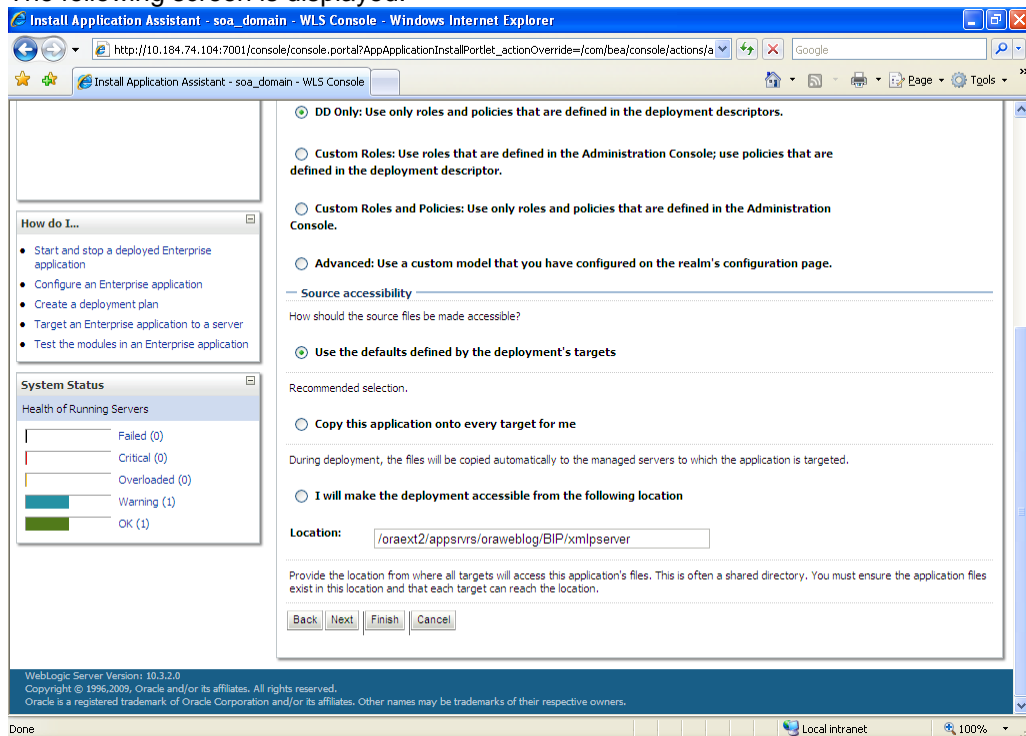 The following screen is displayed.
Install Application Assistant - soa_domain - WLS Console - Windows Internet Explorer
http://10.184.74.104:7001/console/console.portal?AppApplicationInstallPortlet_actionOverride=/com/bea/console/actions/a
Google
Install Application Assistant - soa_domain - WLS Console
Page
Tools
»
DD Only: Use only roles and policies that are defined in the deployment descriptors.
Custom Roles: Use roles that are defined in the Administration Console; use policies that are
defined in the deployment descriptor.
Custom Roles and Policies: Use only roles and policies that are defined in the Administration
Console.
Advanced: Use a custom model that you have configured on the realm's configuration page.
How do I...
Start and stop a deployed Enterprise
application
Configure an Enterprise application
Create a deployment plan
Target an Enterprise application to a server
Test the modules in an Enterprise application
System Status
Health of Running Servers
Failed (0)
Critical (0)
Overloaded (0)
Warning (1)
OK (1)
Source accessibility
How should the source files be made accessible?
Use the defaults defined by the deployment's targets
Recommended selection.
Copy this application onto every target for me
During deployment, the files will be copied automatically to the managed servers to which the application is targeted.
I will make the deployment accessible from the following location
Location: /oraext2/appsrvrs/oraweblog/BIP/xmlpserver
Provide the location from where all targets will access this application's files. This is often a shared directory. You must ensure the application files
exist in this location and that each target can reach the location.
Back Next Finish Cancel
WebLogic Server Version: 10.3.2.0
Copyright © 1996,2009, Oracle and/or its affiliates. All rights reserved.
Oracle is a registered trademark of Oracle Corporation and/or its affiliates. Other names may be trademarks of their respective owners.
Done
Local intranet
100%